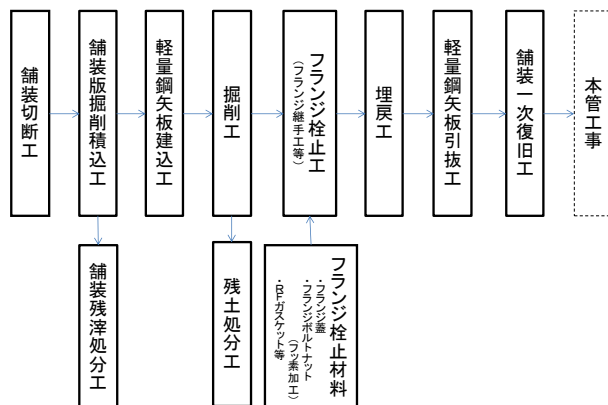 舗装切断工
舗装版掘削積込工
軽量鋼矢板建込工
掘削工
フランジ栓止工
（フランジ継手工等）
埋戻工
軽量鋼矢板引抜工
舗装一次復旧工
本管工事
舗装残滓処分工
残土処分工
フランジ栓止材料
・フランジ蓋
・フランジボルトナット
（フッ素加工）
・RFガスケット等